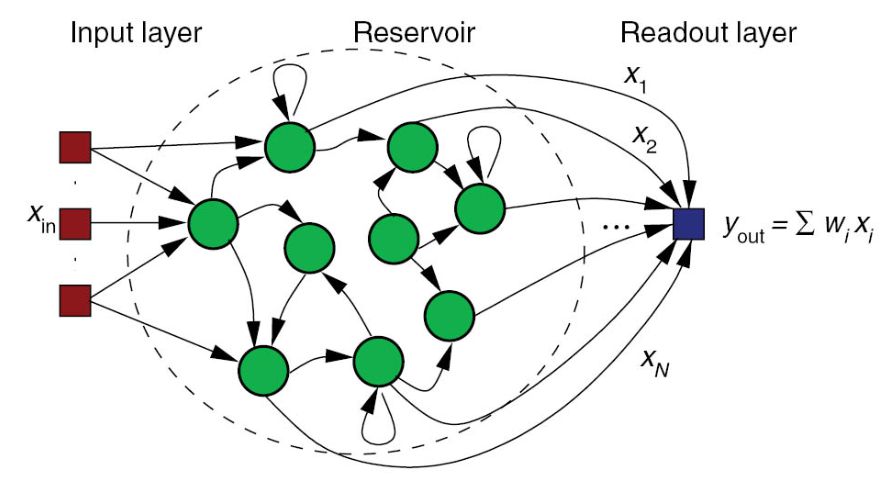 Input layer
Reservoir
Readout layer
x1
x2
xin
...
yout = Σ wi xi
xN